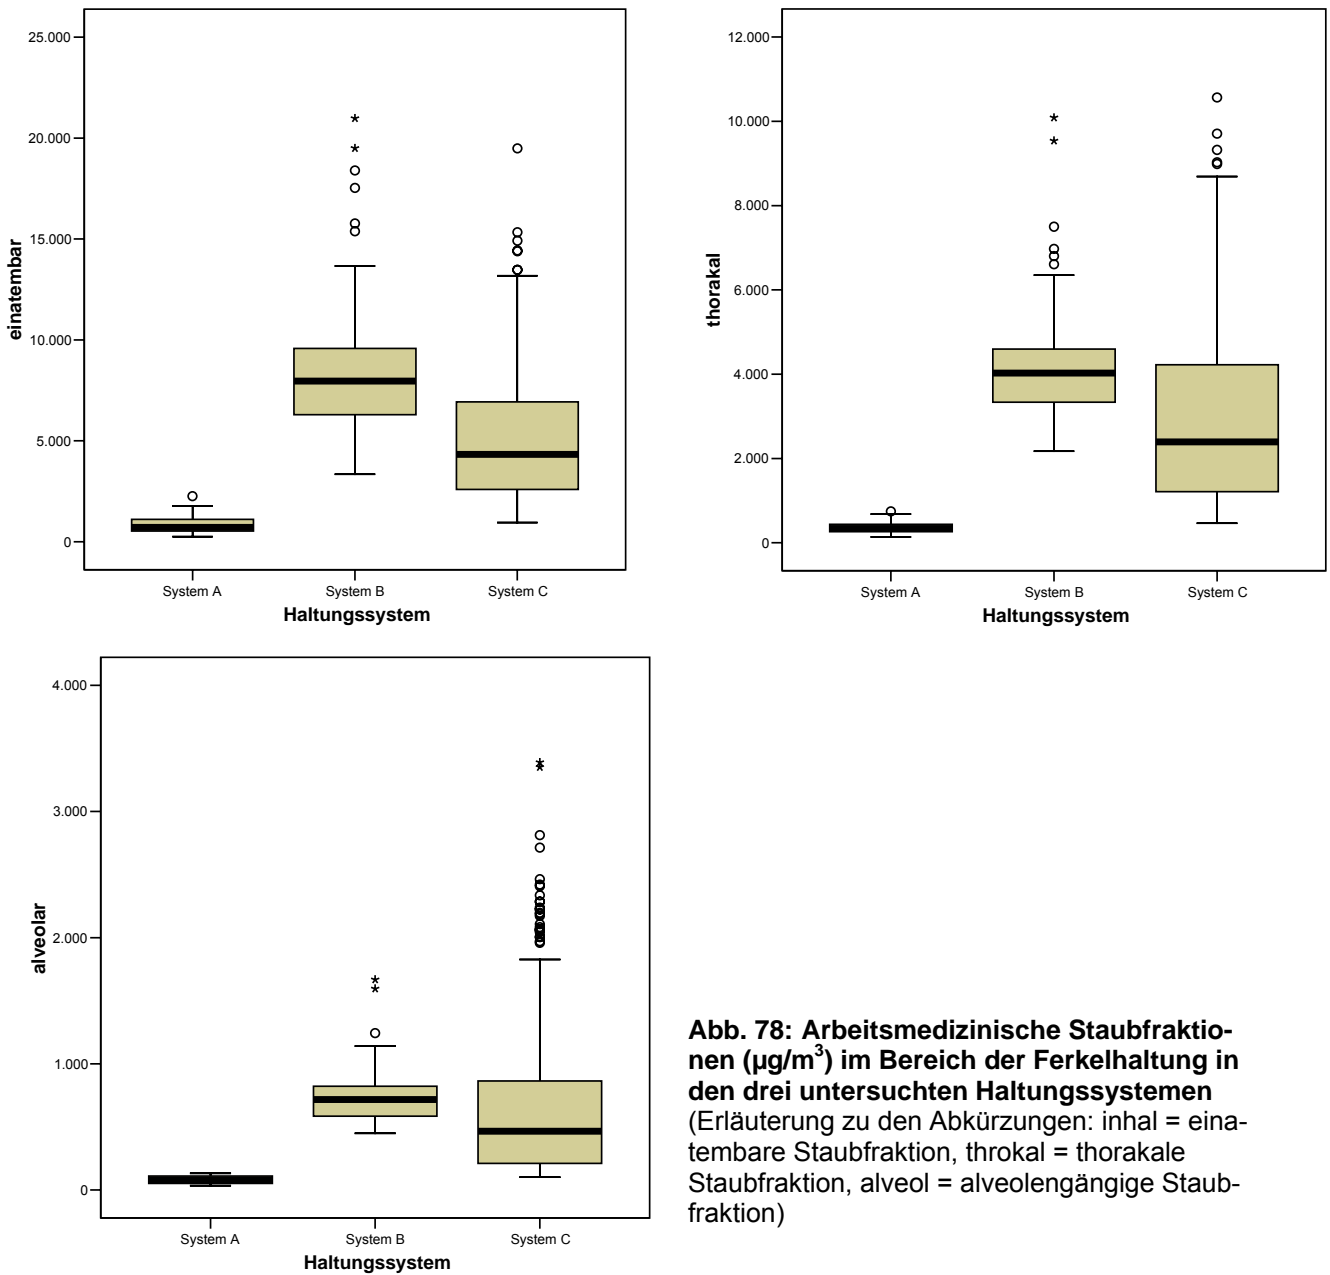 25.000
20.000
15.000
10.000
5.000
0
einatembar
System A
System B
System C
Haltungssystem
12.000
10.000
8.000
6.000
4.000
2.000
0
thorakal
System A
System B
System C
Haltungssystem
4.000
3.000
2.000
1.000
0
alveolar
System A
System B
System C
Haltungssystem
Abb. 78: Arbeitsmedizinische Staubfraktio-
nen (µg/m³) im Bereich der Ferkelhaltung in
den drei untersuchten Haltungssystemen
(Erläuterung zu den Abkürzungen: inhal = eina-
tembare Staubfraktion, throkal = thorakale
Staubfraktion, alveol = alveolengängige Staub-
fraktion)